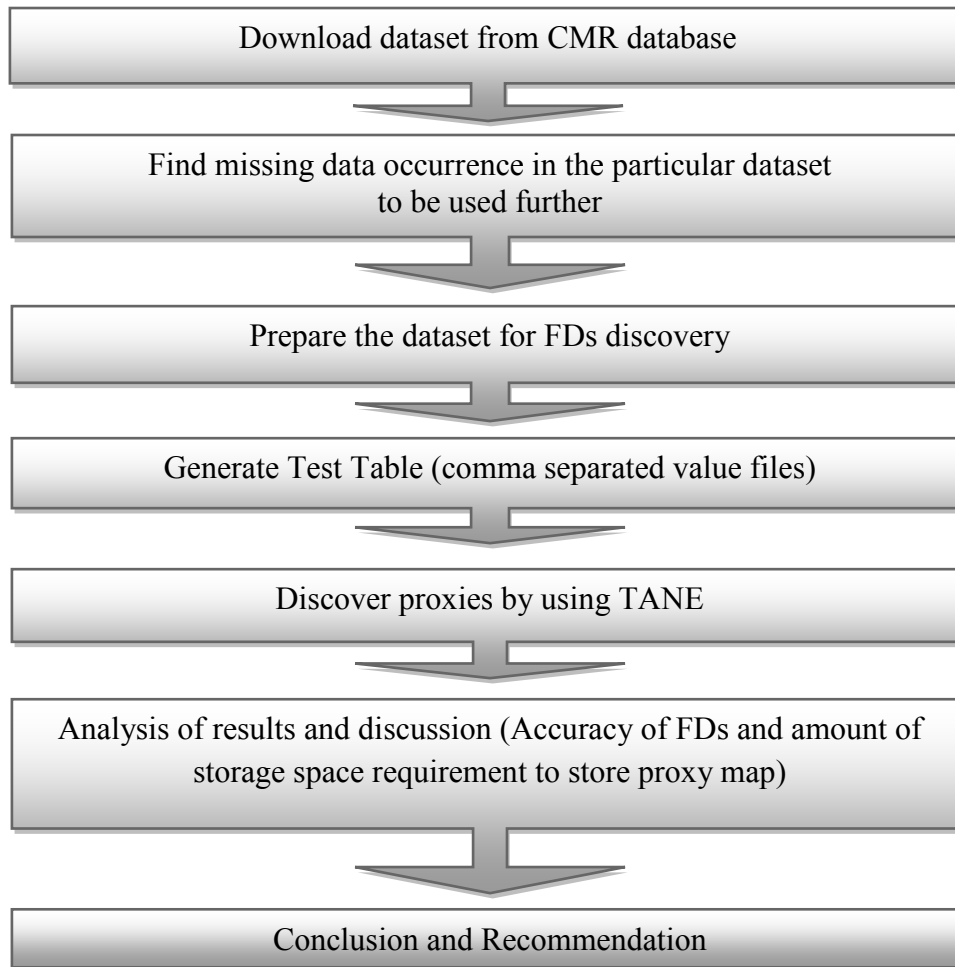 Download dataset from CMR database
Find missing data occurrence in the particular dataset
to be used further
Prepare the dataset for FDs discovery
Generate Test Table (comma separated value files)
Discover proxies by using TANE
Analysis of results and discussion (Accuracy of FDs and amount of
storage space requirement to store proxy map)
Conclusion and Recommendation